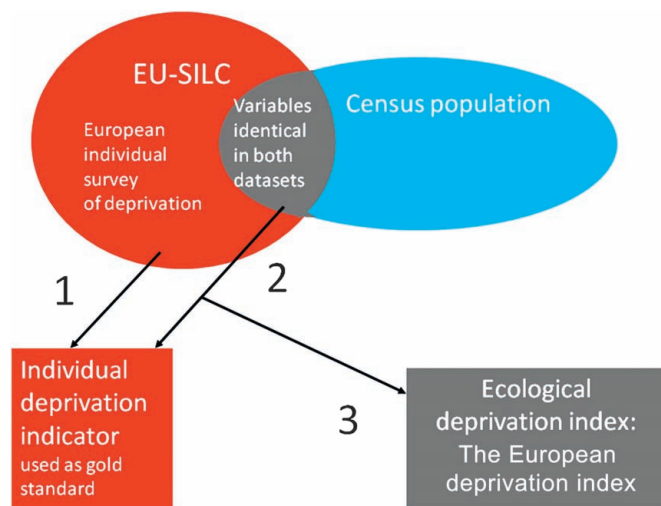 EU-SILC
European
individual
survey
of deprivation
Variables
identical
in both
datasets
Census population
1
2
3
Individual
deprivation
indicator
used as gold
standard
Ecological
deprivation index:
The European
deprivation index